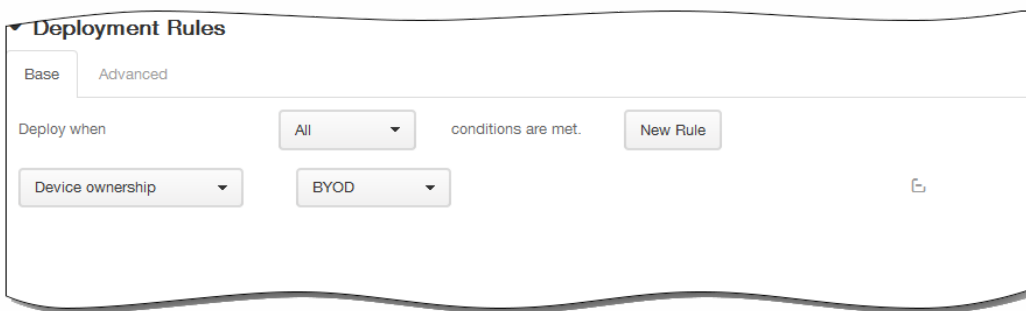 Deployment Rules
Base Advanced
Deploy when All conditions are met. New Rule
Device ownership BYOD